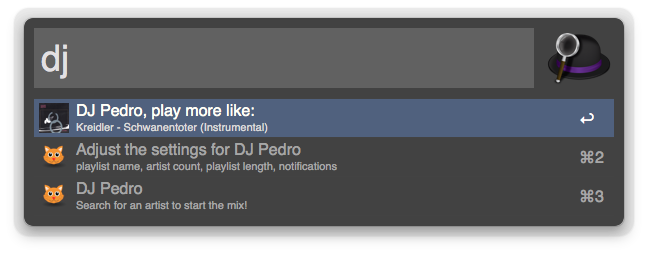 dj
DJ Pedro, play more like:
Kreidler - Schwanentoter (Instrumental)
↩
Adjust the settings for DJ Pedro
playlist name, artist count, playlist length, notifications
⌘2
DJ Pedro
Search for an artist to start the mix!
⌘3